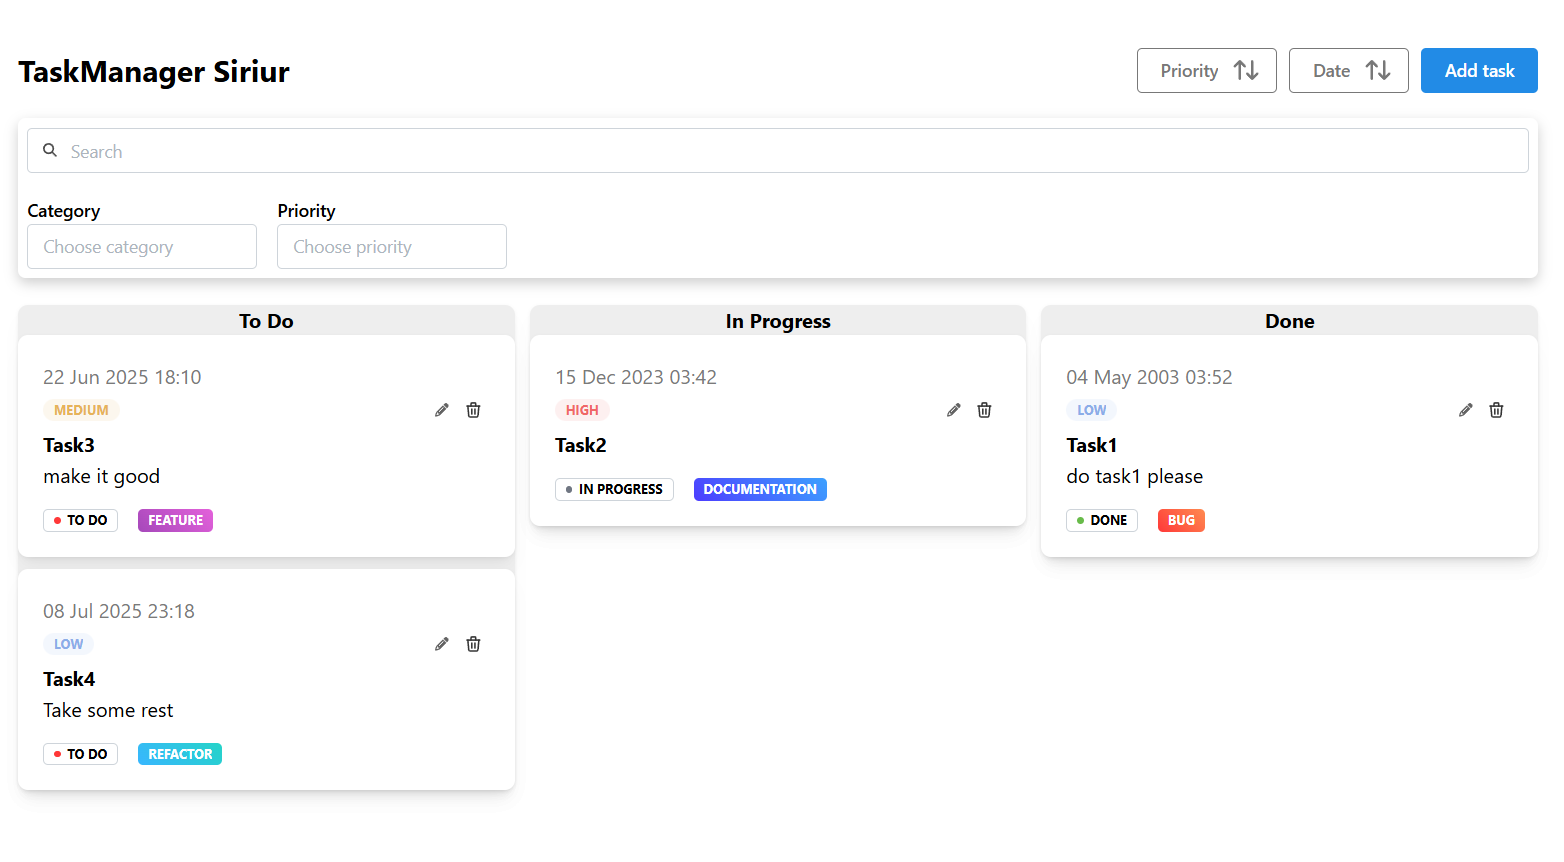 TaskManager Siriur
Priority
Date
Add task
Search
Category
Priority
Choose category
Choose priority
To Do
22 Jun 2025 18:10
MEDIUM
Task3
make it good
TO DO
FEATURE
08 Jul 2025 23:18
LOW
Task4
Take some rest
TO DO
REFACTOR
In Progress
15 Dec 2023 03:42
HIGH
Task2
IN PROGRESS
DOCUMENTATION
Done
04 May 2003 03:52
LOW
Task1
do task1 please
DONE
BUG